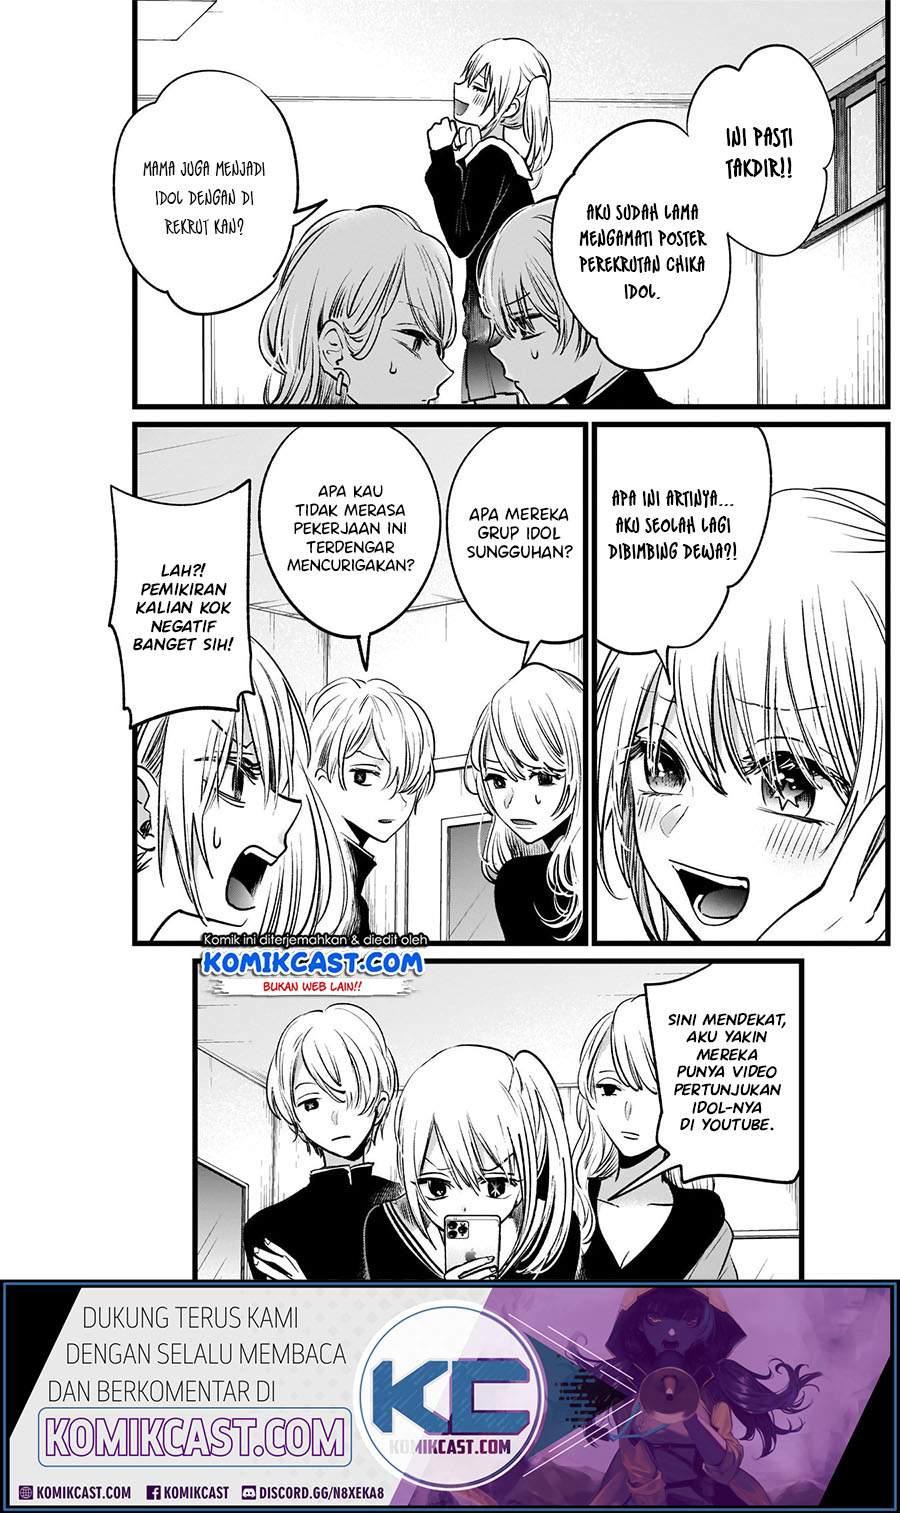 INI PASTI
TAKDIR!!
AKU SUDAH LAMA
MENGAMATI POSTER
PEREKRUTAN CHIKA
IDOL.
MAMA JUGA MENJADI
IDOL DENGAN DI
REKRUT KAN?
APA INI ARTINYA...
AKU SEOLAH LAGI
DIBIMBING DEWA?!
APA MEREKA
GRUP IDOL
SUNGGUHAN?
APA KAU
TIDAK MERASA
PEKERJAAN INI
TERDENGAR
MENCURIGAKAN?
LAH?!
PEMIKIRAN
KALIAN KOK
NEGATIF
BANGET SIH!
Komik ini diterjemahkan & diedit oleh
KOMIKCAST.COM
BUKAN WEB LAIN!!
SINI MENDEKAT,
AKU YAKIN
MEREKA
PUNYA VIDEO
PERTUNJUKAN
IDOL-NYA
DI YOUTUBE.
DUKUNG TERUS KAMI
DENGAN SELALU MEMBACA
DAN BERKOMENTAR DI
KOMIKCAST.COM
KC
KOMIKCAST.COM
KOMIKCAST.COM KOMIKCAST DISCORD.GG/N8XEKA8